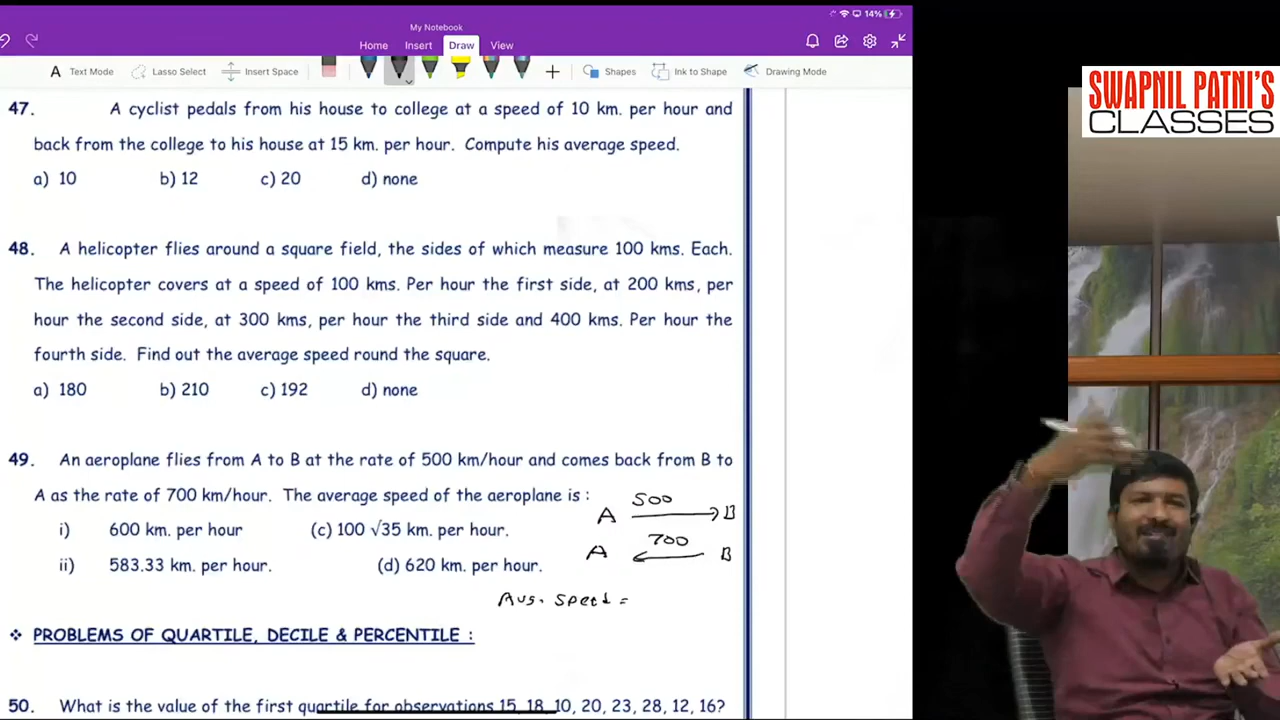 14%
My Notebook
Home Insert Draw View
A Text Mode Lasso Select Insert Space Shapes Ink to Shape Drawing Mode
SWAPNIL PATNI'S
CLASSES
47. A cyclist pedals from his house to college at a speed of 10 km. per hour and
back from the college to his house at 15 km. per hour. Compute his average speed.
a) 10 b) 12 c) 20 d) none
48. A helicopter flies around a square field, the sides of which measure 100 kms. Each.
The helicopter covers at a speed of 100 kms. Per hour the first side, at 200 kms, per
hour the second side, at 300 kms, per hour the third side and 400 kms. Per hour the
fourth side. Find out the average speed round the square.
a) 180 b) 210 c) 192 d) none
49. An aeroplane flies from A to B at the rate of 500 km/hour and comes back from B to
A as the rate of 700 km/hour. The average speed of the aeroplane is :
i) 600 km. per hour (c) 100 √35 km. per hour.
ii) 583.33 km. per hour. (d) 620 km. per hour.
500
A B
700
A B
Avg. Speed =
❖ PROBLEMS OF QUARTILE, DECILE & PERCENTILE :
50. What is the value of the first quartile for observations 15, 18, 10, 20, 23, 28, 12, 16?